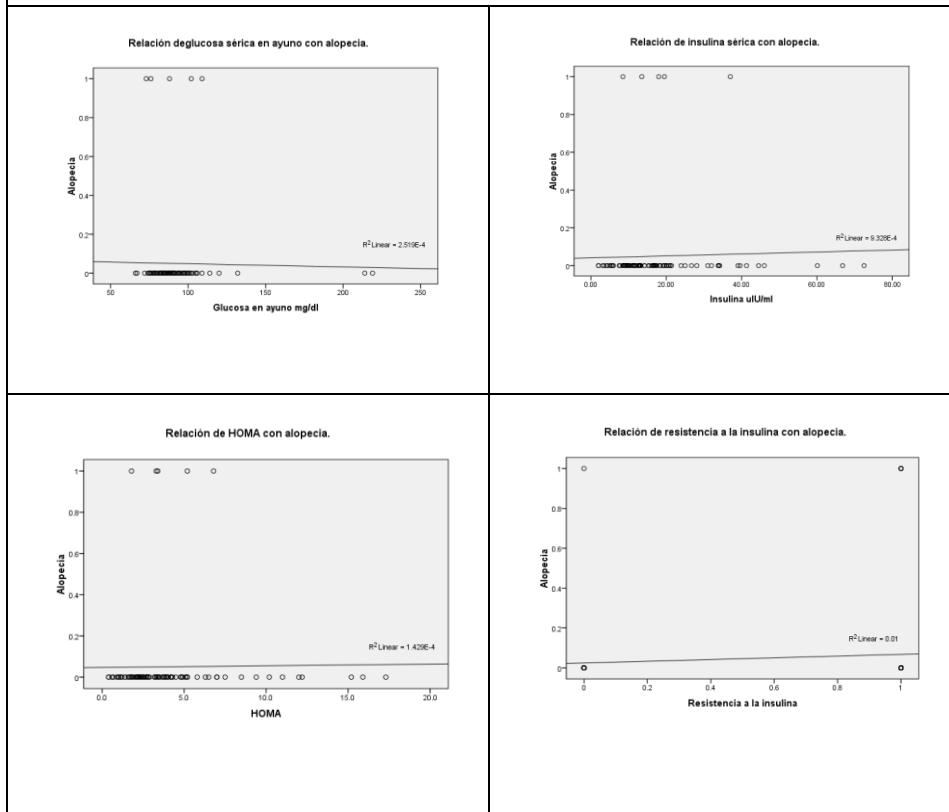 Relación deglucosa sérica en ayuno con alopecia.
Alopecia
1
0.8
0.6
0.4
0.2
0
R² Linear = 2.519E-4
50 100 150 200 250
Glucosa en ayuno mg/dl
Relación de insulina sérica con alopecia.
Alopecia
1
0.8
0.6
0.4
0.2
0
R² Linear = 9.328E-4
0.00 20.00 40.00 60.00 80.00
Insulina uIU/ml
Relación de HOMA con alopecia.
Alopecia
1
0.8
0.6
0.4
0.2
0
R² Linear = 1.429E-4
0.0 5.0 10.0 15.0 20.0
HOMA
Relación de resistencia a la insulina con alopecia.
Alopecia
1
0.8
0.6
0.4
0.2
0
R² Linear = 0.01
0 0.2 0.4 0.6 0.8 1
Resistencia a la insulina